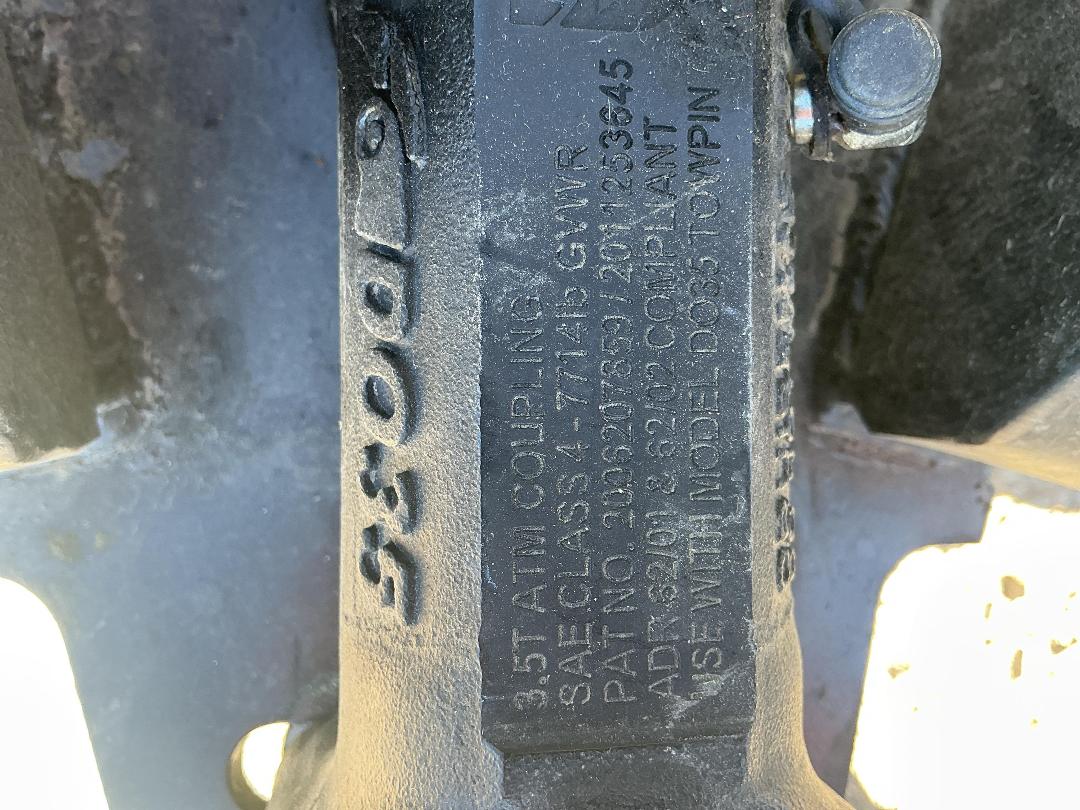 DO35
3.5T ATM COUPLING
SAE CLASS 4 - 7714lb GVWR
PAT NO. 2006207859 / 2011253645
ADR 62/01 & 62/02 COMPLIANT
USE WITH MODEL DO35 TOWPIN